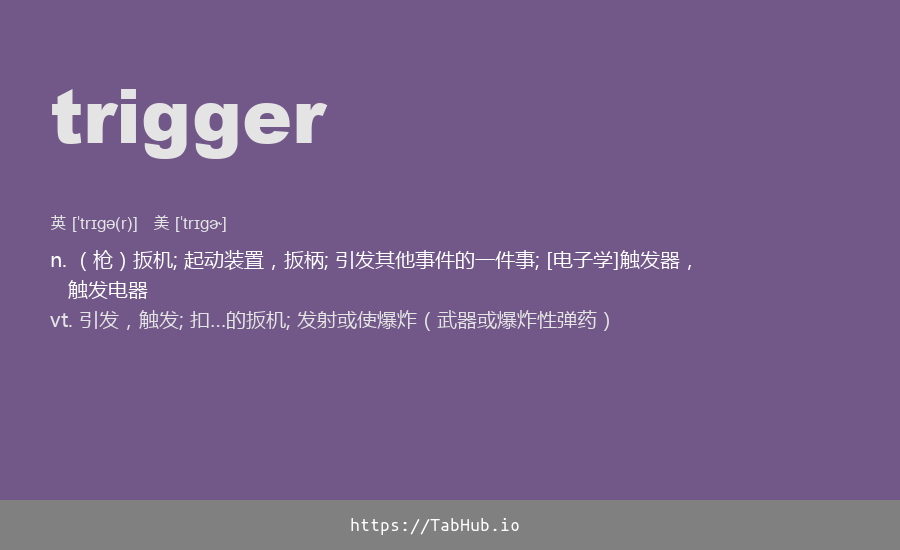 trigger
英 [ˈtrɪgə(r)] 美 [ˈtrɪgɚ]
n. （枪）扳机; 起动装置，扳柄; 引发其他事件的一件事; [电子学]触发器，
触发电器
vt. 引发，触发; 扣…的扳机; 发射或使爆炸（武器或爆炸性弹药）
https://TabHub.io